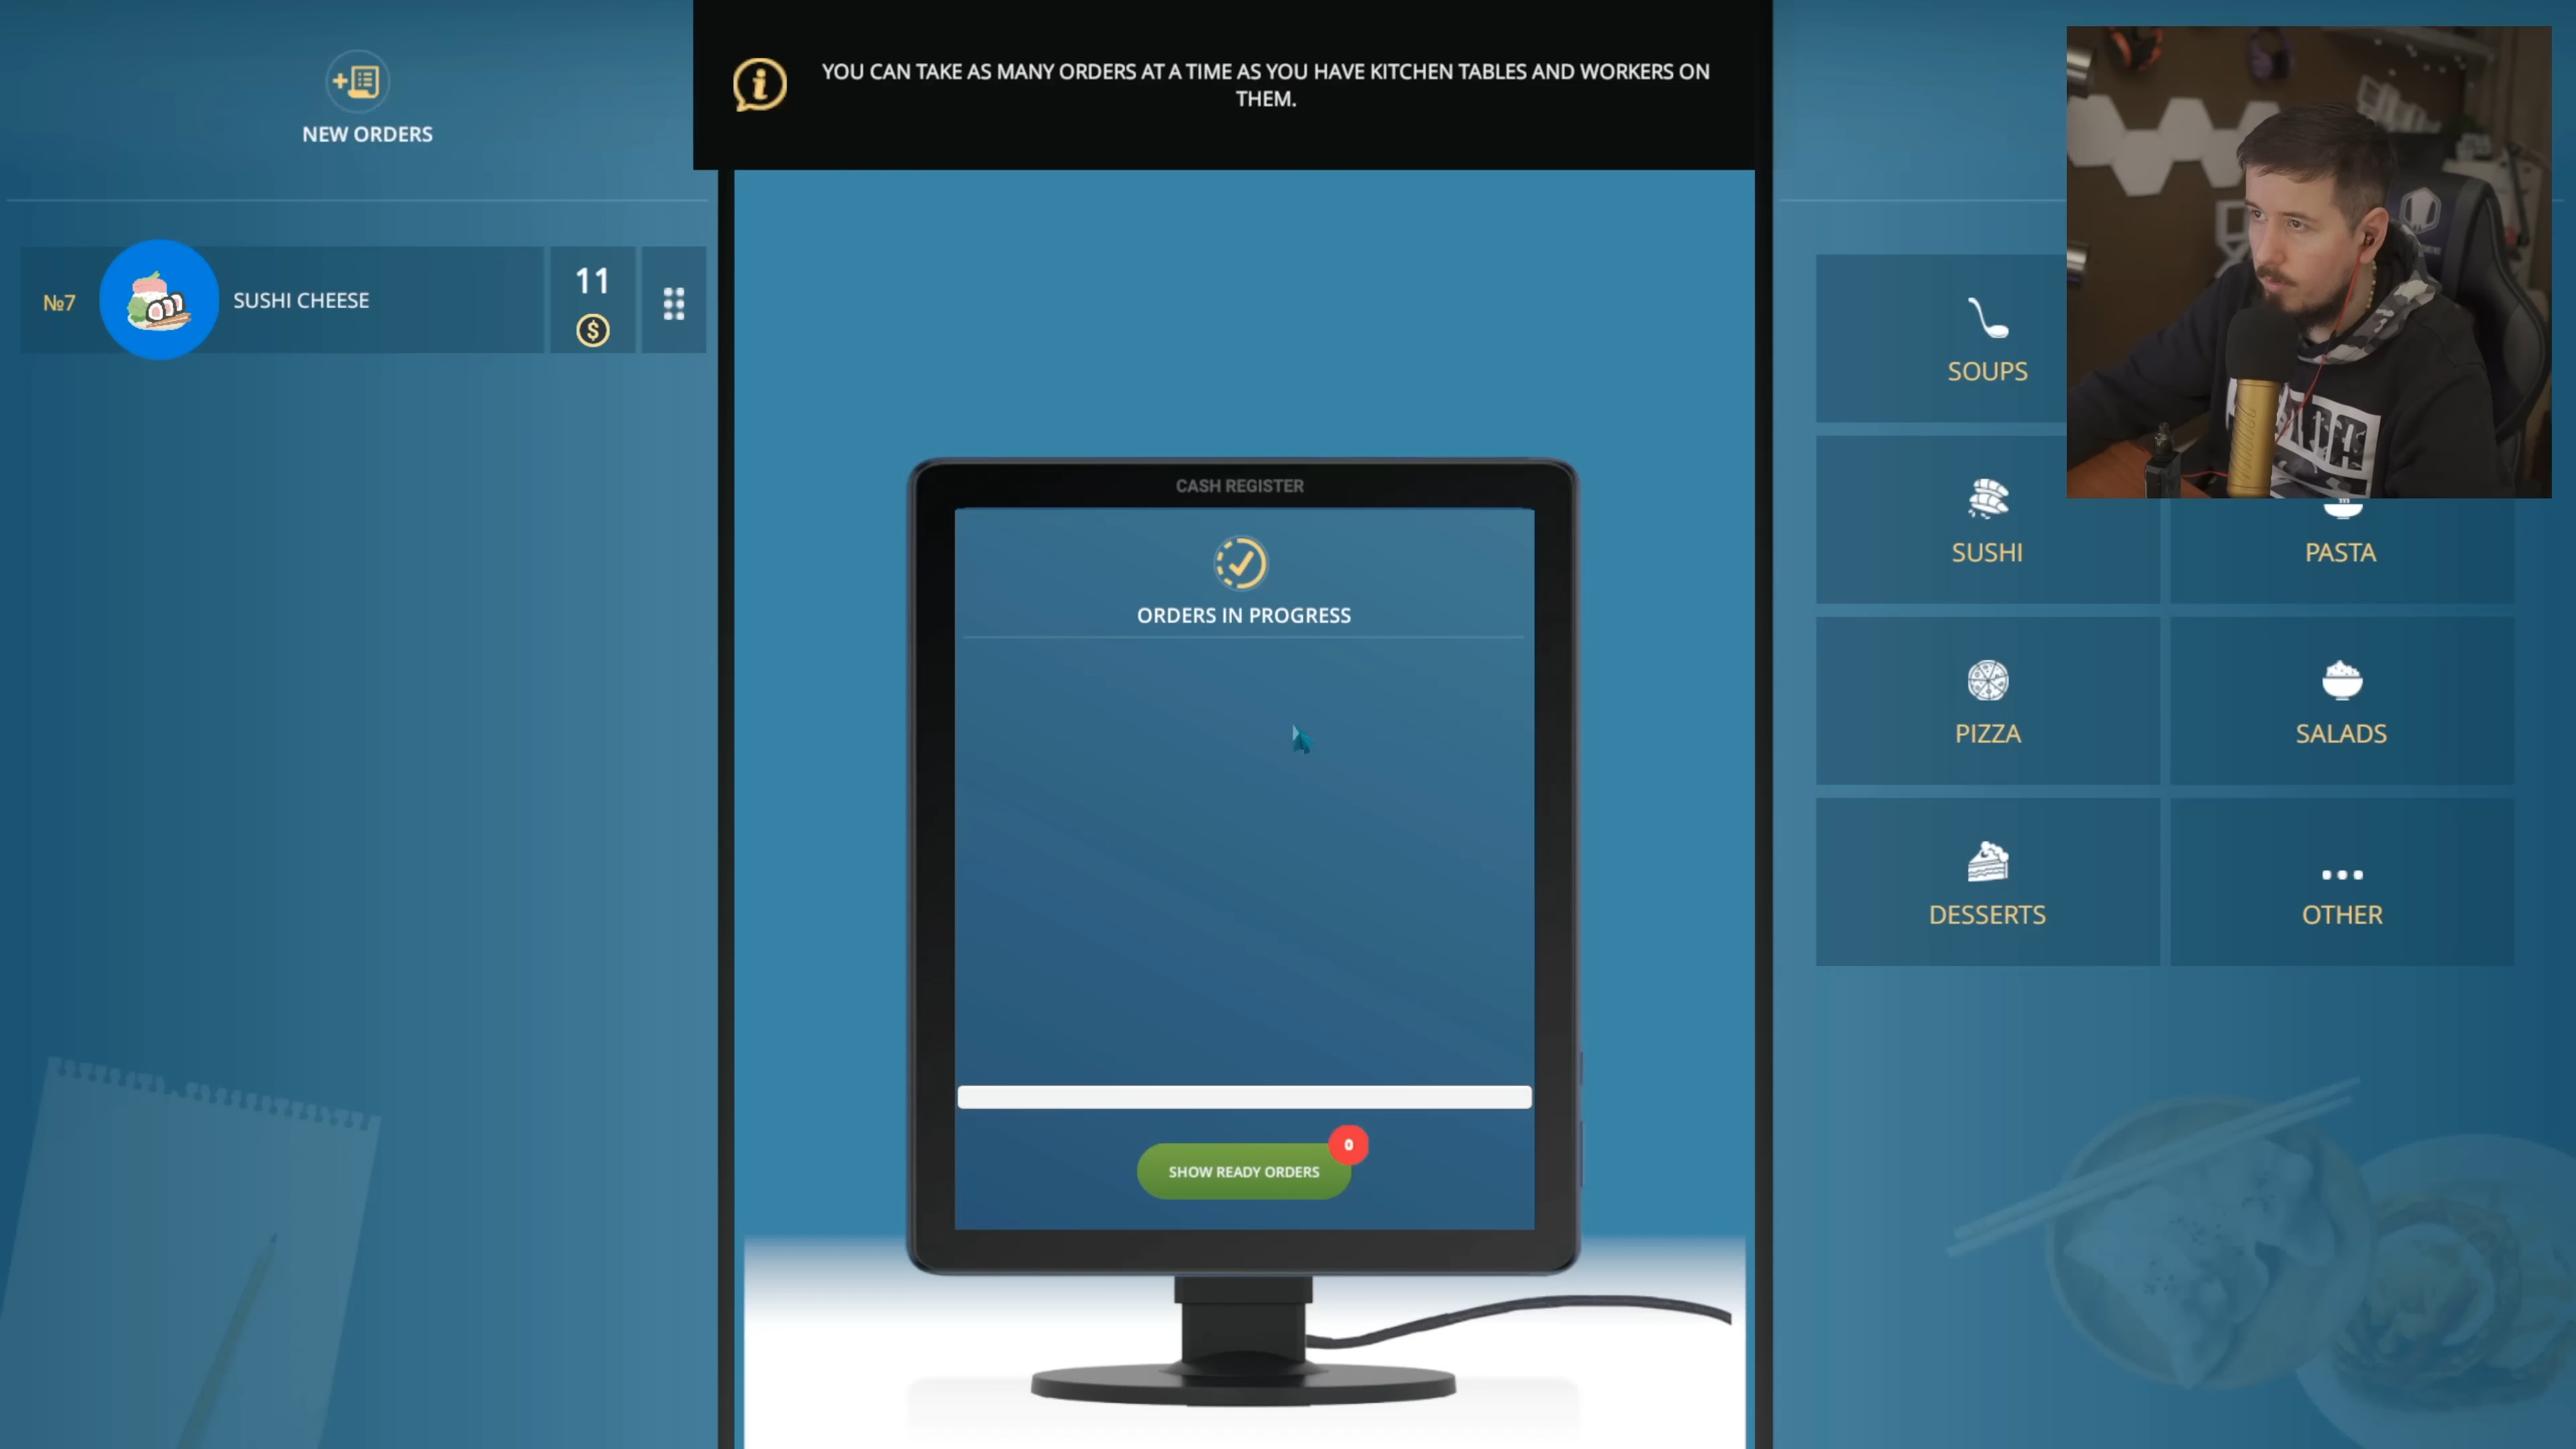 NEW ORDERS
YOU CAN TAKE AS MANY ORDERS AT A TIME AS YOU HAVE KITCHEN TABLES AND WORKERS ON
THEM.
№7
SUSHI CHEESE
11
CASH REGISTER
ORDERS IN PROGRESS
0
SHOW READY ORDERS
SOUPS
SUSHI
PASTA
PIZZA
SALADS
DESSERTS
OTHER